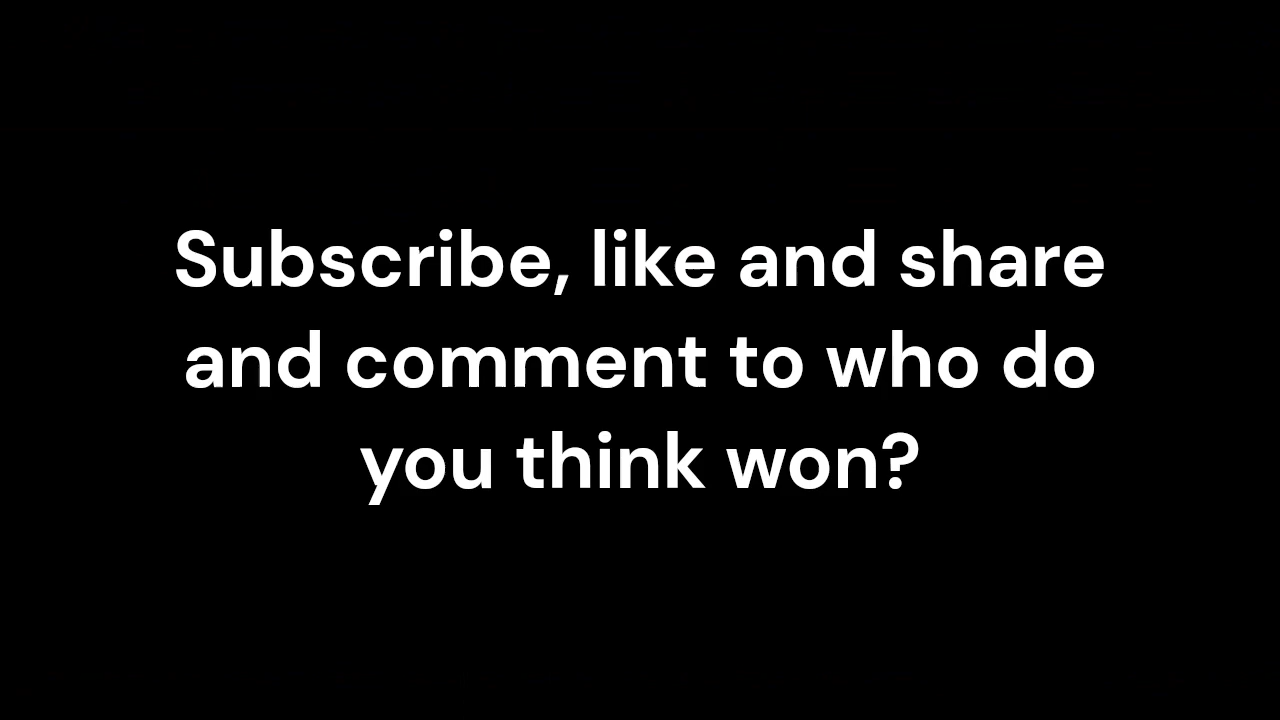 Subscribe, like and share
and comment to who do
you think won?